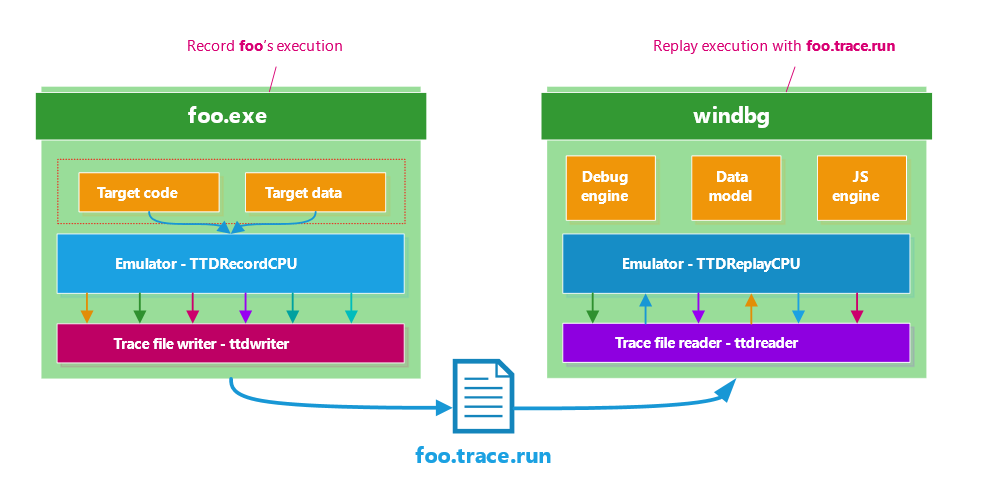 Record foo's execution
Replay execution with foo.trace.run
foo.exe
windbg
Target code
Target data
Debug
engine
Data
model
JS
engine
Emulator - TTDRecordCPU
Emulator - TTDReplayCPU
Trace file writer - ttdwriter
Trace file reader - ttdreader
foo.trace.run